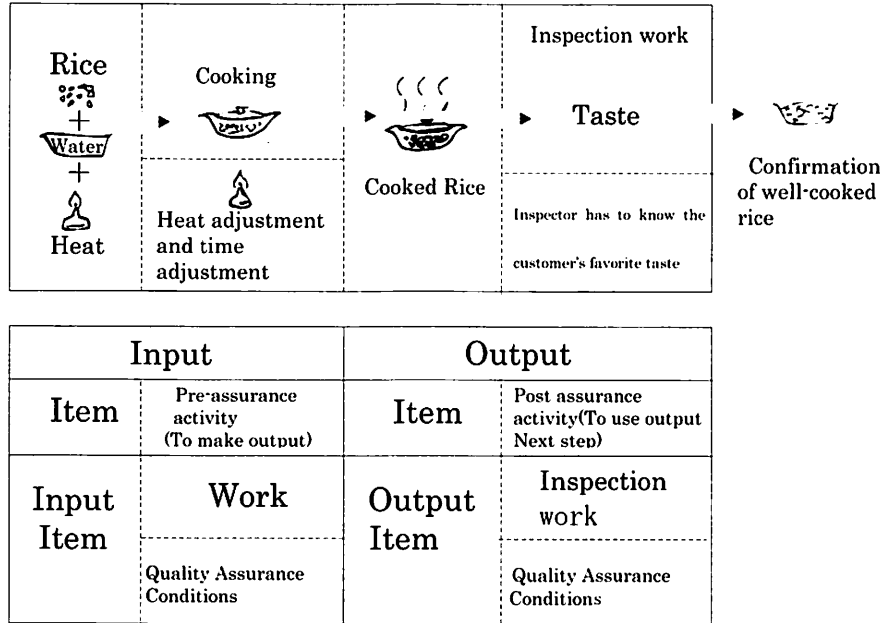 Rice
+
Water
+
Heat
Cooking
Heat adjustment
and time
adjustment
Cooked Rice
Inspection work
Taste
Inspector has to know the
customer's favorite taste
Confirmation
of well-cooked
rice
Input
Output
Item
Pre-assurance
activity
(To make output)
Item
Post assurance
activity(To use output
Next step)
Input
Item
Work
Quality Assurance
Conditions
Output
Item
Inspection
work
Quality Assurance
Conditions